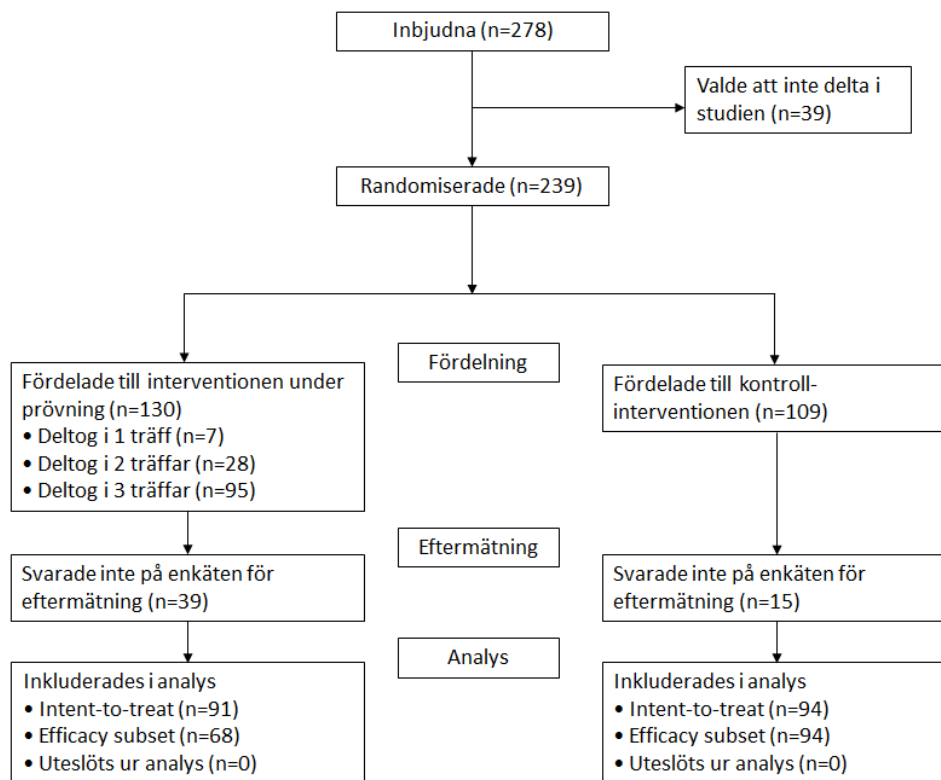 Inbjudna (n=278)
Valde att inte delta i
studien (n=39)
Randomiserade (n=239)
Fördelning
Fördelade till interventionen under
prövning (n=130)
• Deltog i 1 träff (n=7)
• Deltog i 2 träffar (n=28)
• Deltog i 3 träffar (n=95)
Fördelade till kontroll-
interventionen (n=109)
Eftermätning
Svarade inte på enkäten för
eftermätning (n=39)
Svarade inte på enkäten för
eftermätning (n=15)
Analys
Inkluderades i analys
• Intent-to-treat (n=91)
• Efficacy subset (n=68)
• Uteslöts ur analys (n=0)
Inkluderades i analys
• Intent-to-treat (n=94)
• Efficacy subset (n=94)
• Uteslöts ur analys (n=0)